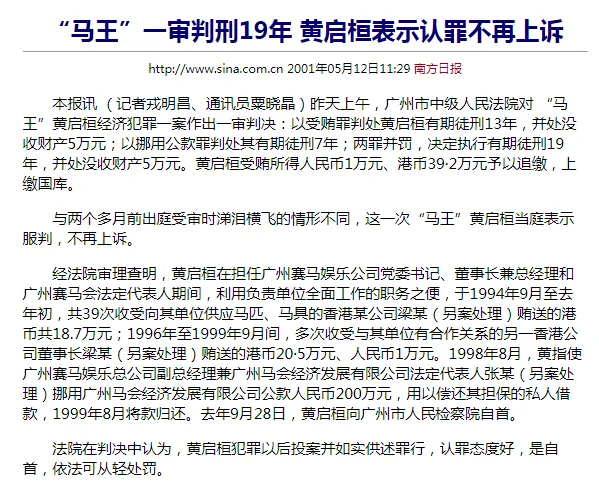 “马王”一审判刑19年 黄启桓表示认罪不再上诉
http://www.sina.com.cn 2001年05月12日11:29 南方日报
本报讯 （记者戎明昌、通讯员粟晓晶）昨天上午，广州市中级人民法院对 “马
王”黄启桓经济犯罪一案作出一审判决：以受贿罪判处黄启桓有期徒刑13年，并处没
收财产5万元；以挪用公款罪判处其有期徒刑7年；两罪并罚，决定执行有期徒刑19
年，并处没收财产5万元。黄启桓受贿所得人民币1万元、港币39·2万元予以追缴，上
缴国库。
与两个多月前出庭受审时涕泪横飞的情形不同，这一次“马王”黄启桓当庭表示
服判，不再上诉。
经法院审理查明，黄启桓在担任广州赛马娱乐公司党委书记、董事长兼总经理和
广州赛马会法定代表人期间，利用负责单位全面工作的职务之便，于1994年9月至去
年初，共39次收受向其单位供应马匹、马具的香港某公司梁某（另案处理）贿送的港
币共18.7万元；1996年至1999年9月间，多次收受与其单位有合作关系的另一香港公
司董事长梁某（另案处理）贿送的港币20·5万元、人民币1万元。1998年8月，黄指使
广州赛马娱乐总公司副总经理兼广州马会经济发展有限公司法定代表人张某（另案处
理）挪用广州马会经济发展有限公司公款人民币200万元，用以偿还其担保的私人借
款，1999年8月将款归还。去年9月28日，黄启桓向广州市人民检察院自首。
法院在判决中认为，黄启桓犯罪以后投案并如实供述罪行，认罪态度好，是自
首，依法可从轻处罚。